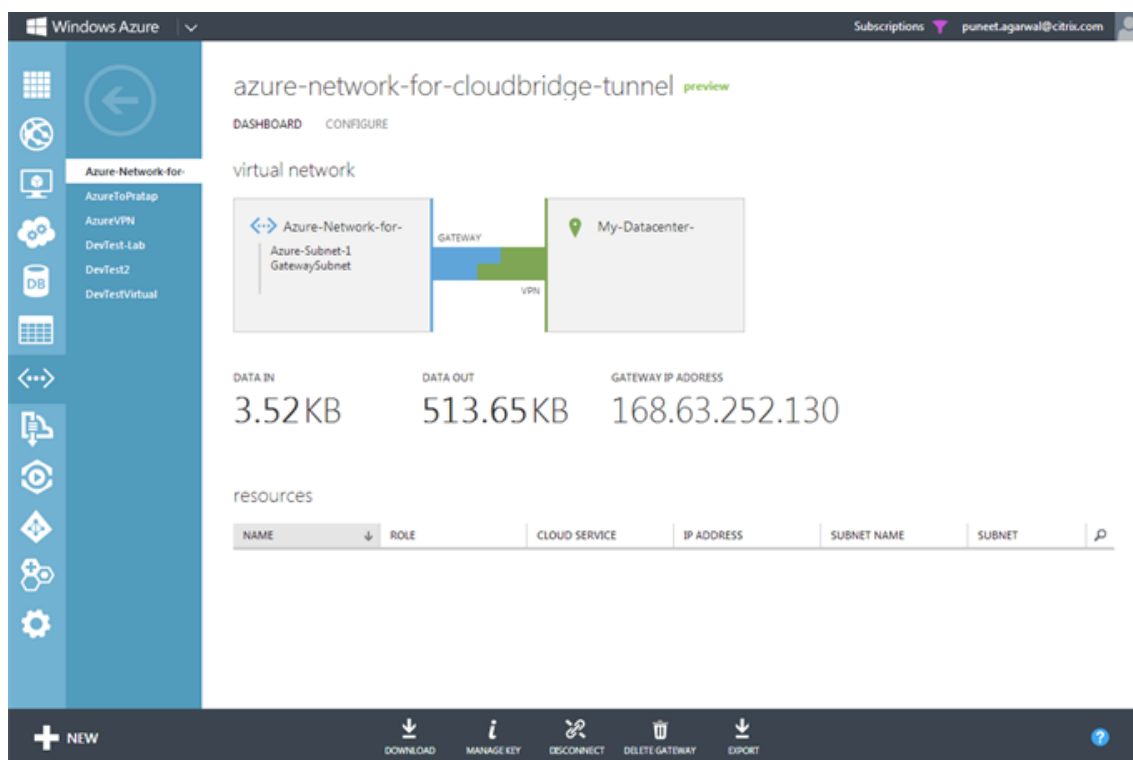 Windows Azure
Subscriptions puneet.agarwal@citrix.com
azure-network-for-cloudbridge-tunnel preview
DASHBOARD CONFIGURE
Azure-Network-for-
AzureToPratap
AzureVPN
DevTest-Lab
DevTest2
DevTestVirtual
DB
virtual network
Azure-Network-for-
Azure-Subnet-1
GatewaySubnet
GATEWAY
VPN
My-Datacenter-
DATA IN DATA OUT GATEWAY IP ADDRESS
3.52KB 513.65KB 168.63.252.130
resources
NAME ROLE CLOUD SERVICE IP ADDRESS SUBNET NAME SUBNET
NEW DOWNLOAD MANAGE KEY DISCONNECT DELETE GATEWAY EXPORT ?